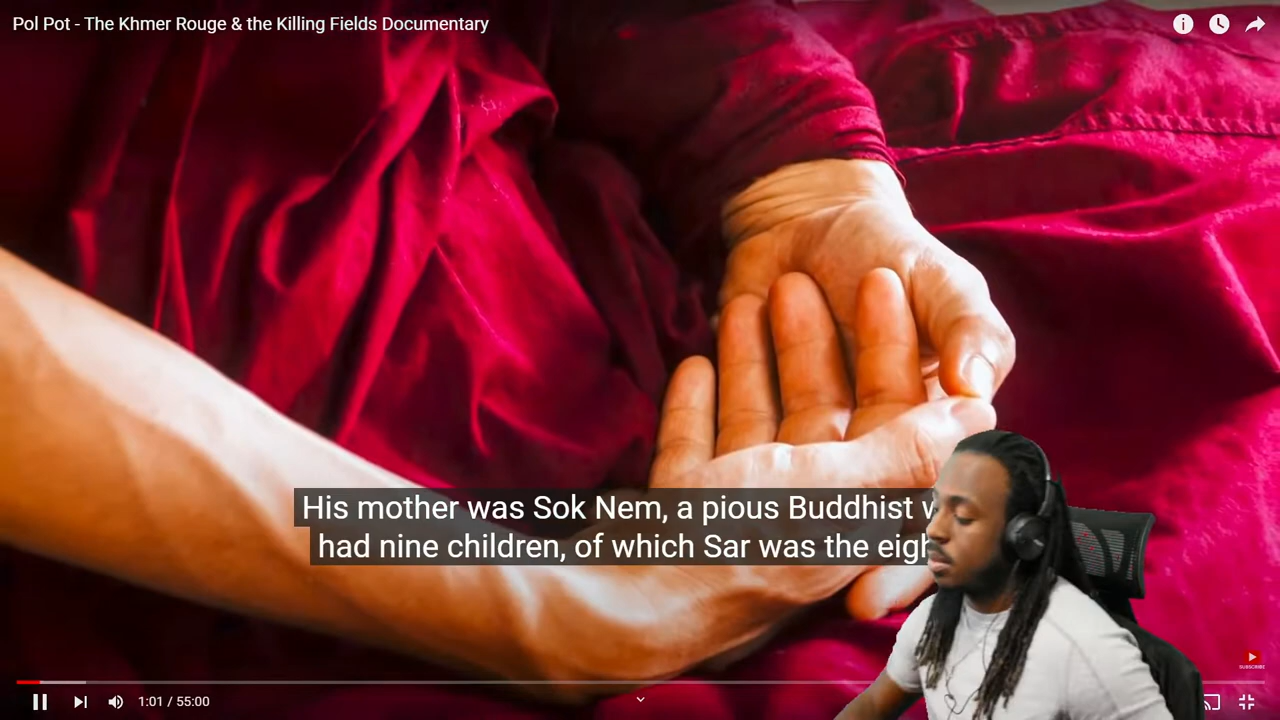 Pol Pot - The Khmer Rouge & the Killing Fields Documentary
His mother was Sok Nem, a pious Buddhist
had nine children, of which Sar was the
1:01 / 55:00
SUBSCRIBE